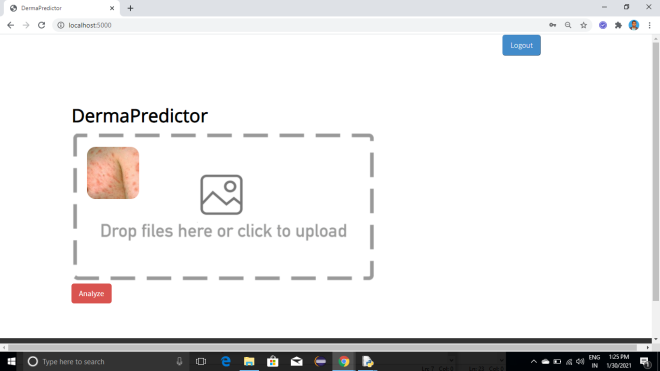 DermaPredictor
localhost:5000
Logout
DermaPredictor
Drop files here or click to upload
Analyze
Type here to search
ENG
IN
1:25 PM
1/30/2021